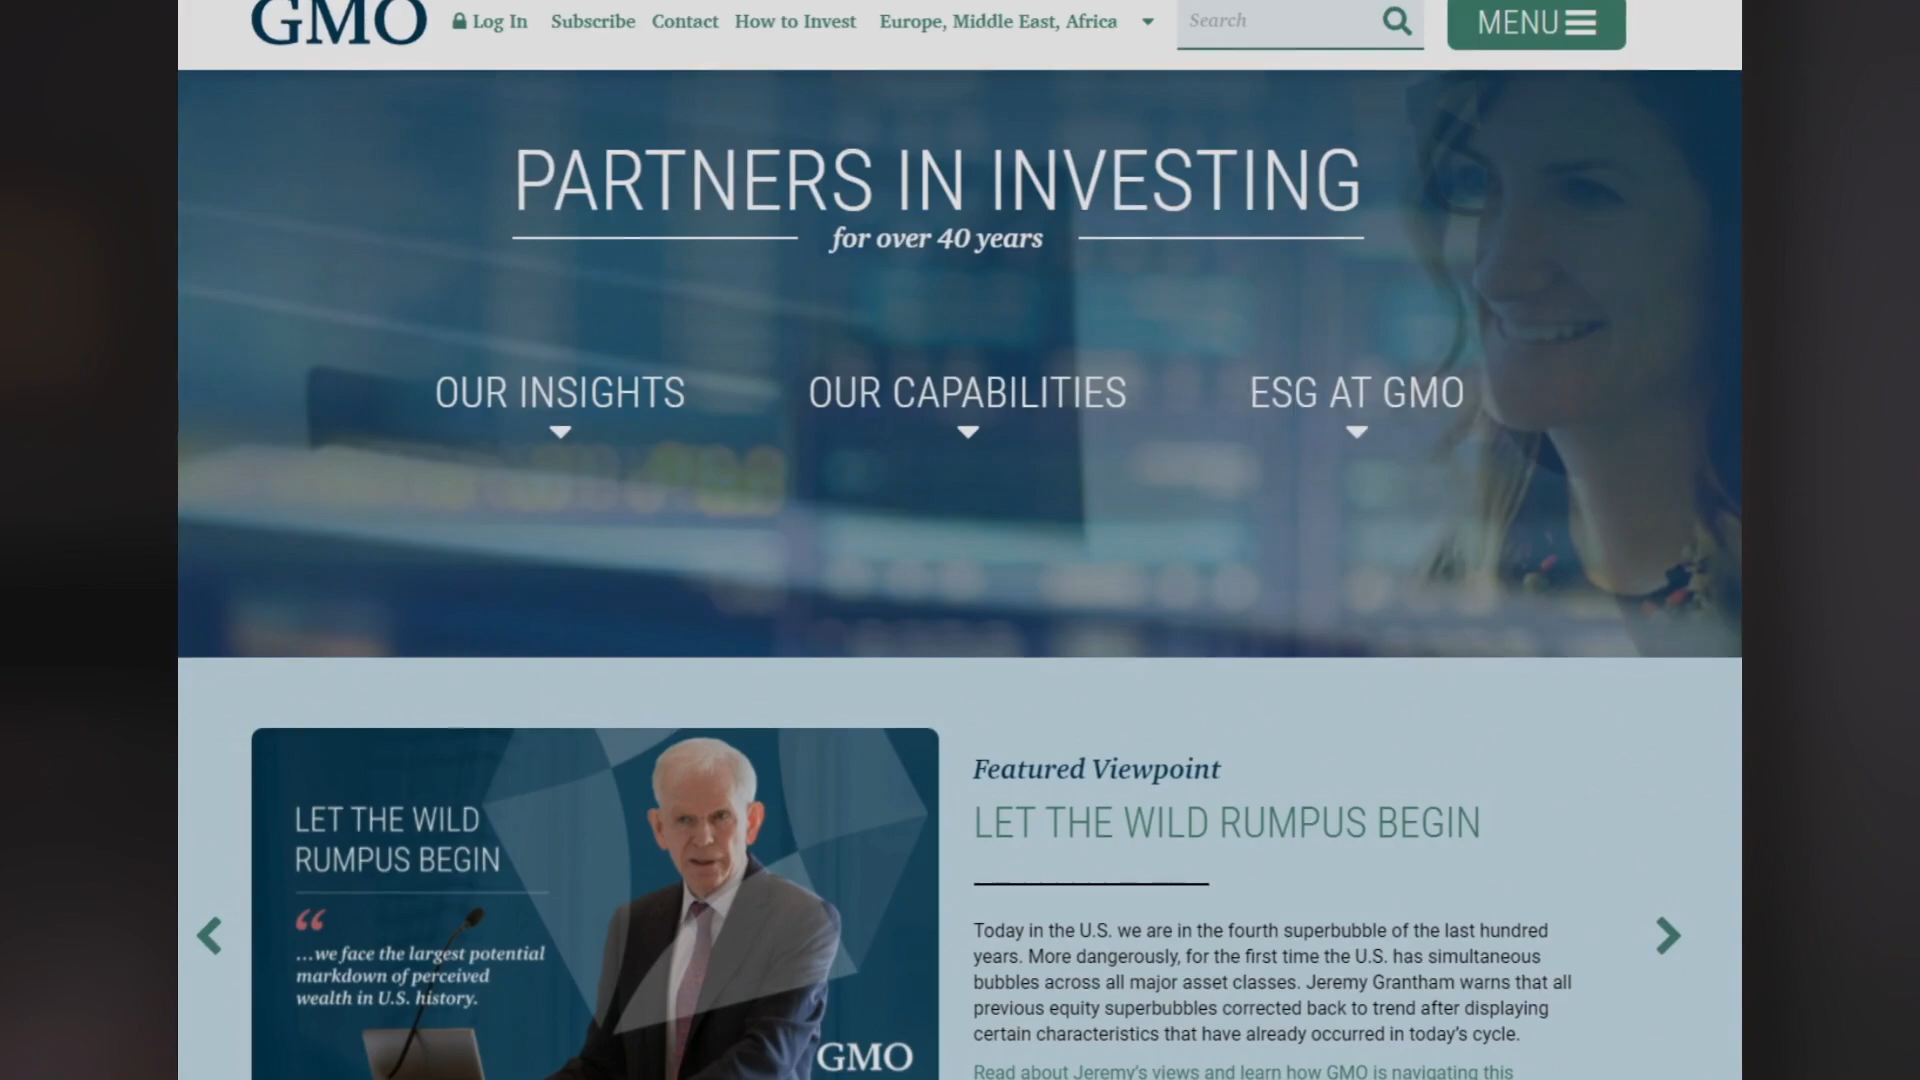 GMO
Log In Subscribe Contact How to Invest Europe, Middle East, Africa
Search
MENU
PARTNERS IN INVESTING
for over 40 years
OUR INSIGHTS OUR CAPABILITIES ESG AT GMO
LET THE WILD
RUMPUS BEGIN
“
...we face the largest potential
markdown of perceived
wealth in U.S. history.
GMO
Featured Viewpoint
LET THE WILD RUMPUS BEGIN
Today in the U.S. we are in the fourth superbubble of the last hundred
years. More dangerously, for the first time the U.S. has simultaneous
bubbles across all major asset classes. Jeremy Grantham warns that all
previous equity superbubbles corrected back to trend after displaying
certain characteristics that have already occurred in today's cycle.
Read about Jeremy's views and learn how GMO is navigating this